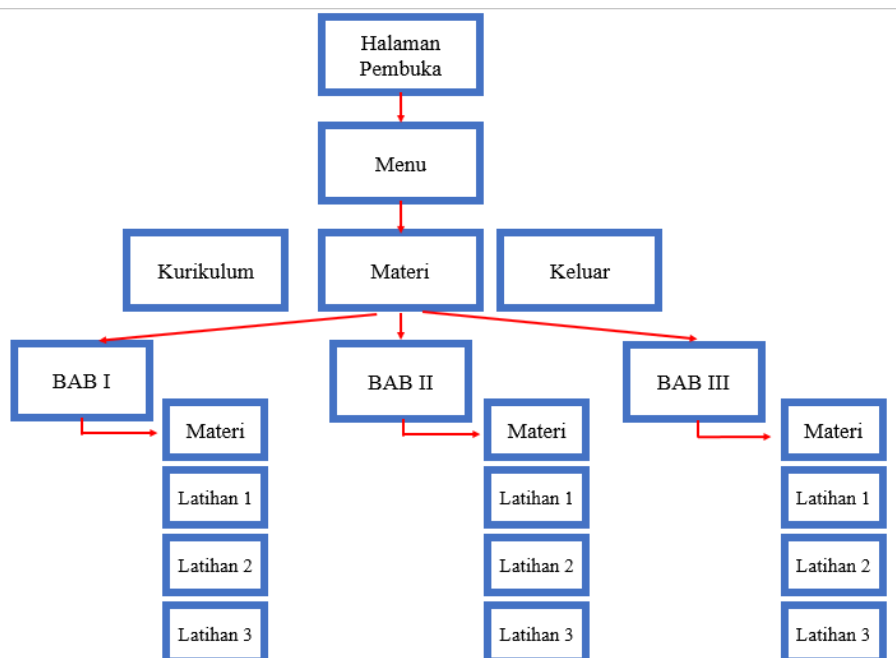 Halaman
Pembuka
Menu
Kurikulum
Materi
Keluar
BAB I
BAB II
BAB III
Materi
Materi
Materi
Latihan 1
Latihan 1
Latihan 1
Latihan 2
Latihan 2
Latihan 2
Latihan 3
Latihan 3
Latihan 3